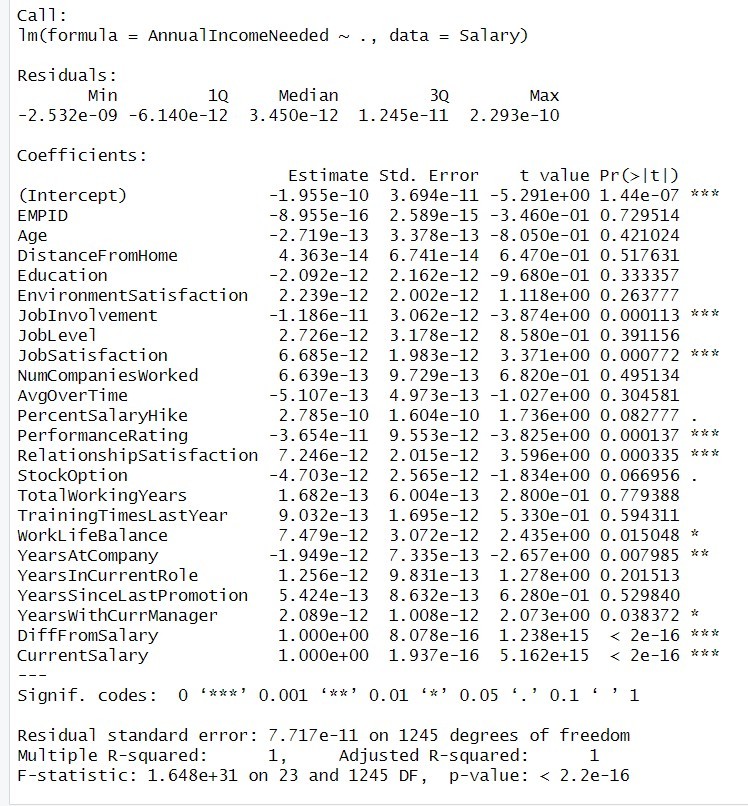 Call:
lm(formula = AnnualIncomeNeeded ~ ., data = Salary)
Residuals:
Min 1Q Median 3Q Max
-2.532e-09 -6.140e-12 3.450e-12 1.245e-11 2.293e-10
Coefficients:
Estimate Std. Error t value Pr(>|t|)
(Intercept) -1.955e-10 3.694e-11 -5.291e+00 1.44e-07 ***
EMPID -8.955e-16 2.589e-15 -3.460e-01 0.729514
Age -2.719e-13 3.378e-13 -8.050e-01 0.421024
DistanceFromHome 4.363e-14 6.741e-14 6.470e-01 0.517631
Education -2.092e-12 2.162e-12 -9.680e-01 0.333357
EnvironmentSatisfaction 2.239e-12 2.002e-12 1.118e+00 0.263777
JobInvolvement -1.186e-11 3.062e-12 -3.874e+00 0.000113 ***
JobLevel 2.726e-12 3.178e-12 8.580e-01 0.391156
JobSatisfaction 6.685e-12 1.983e-12 3.371e+00 0.000772 ***
NumCompaniesWorked 6.639e-13 9.729e-13 6.820e-01 0.495134
AvgOverTime -5.107e-13 4.973e-13 -1.027e+00 0.304581
PercentSalaryHike 2.785e-10 1.604e-10 1.736e+00 0.082777 .
PerformanceRating -3.654e-11 9.553e-12 -3.825e+00 0.000137 ***
RelationshipSatisfaction 7.246e-12 2.015e-12 3.596e+00 0.000335 ***
StockOption -4.703e-12 2.565e-12 -1.834e+00 0.066956 .
TotalWorkingYears 1.682e-13 6.004e-13 2.800e-01 0.779388
TrainingTimesLastYear 9.032e-13 1.695e-12 5.330e-01 0.594311
WorkLifeBalance 7.479e-12 3.072e-12 2.435e+00 0.015048 *
YearsAtCompany -1.949e-12 7.335e-13 -2.657e+00 0.007985 **
YearsInCurrentRole 1.256e-12 9.831e-13 1.278e+00 0.201513
YearsSinceLastPromotion 5.424e-13 8.632e-13 6.280e-01 0.529840
YearsWithCurrManager 2.089e-12 1.008e-12 2.073e+00 0.038372 *
DiffFromSalary 1.000e+00 8.078e-16 1.238e+15 < 2e-16 ***
CurrentSalary 1.000e+00 1.937e-16 5.162e+15 < 2e-16 ***
---
Signif. codes: 0 ‘***’ 0.001 ‘**’ 0.01 ‘*’ 0.05 ‘.’ 0.1 ‘ ’ 1
Residual standard error: 7.717e-11 on 1245 degrees of freedom
Multiple R-squared: 1, Adjusted R-squared: 1
F-statistic: 1.648e+31 on 23 and 1245 DF, p-value: < 2.2e-16